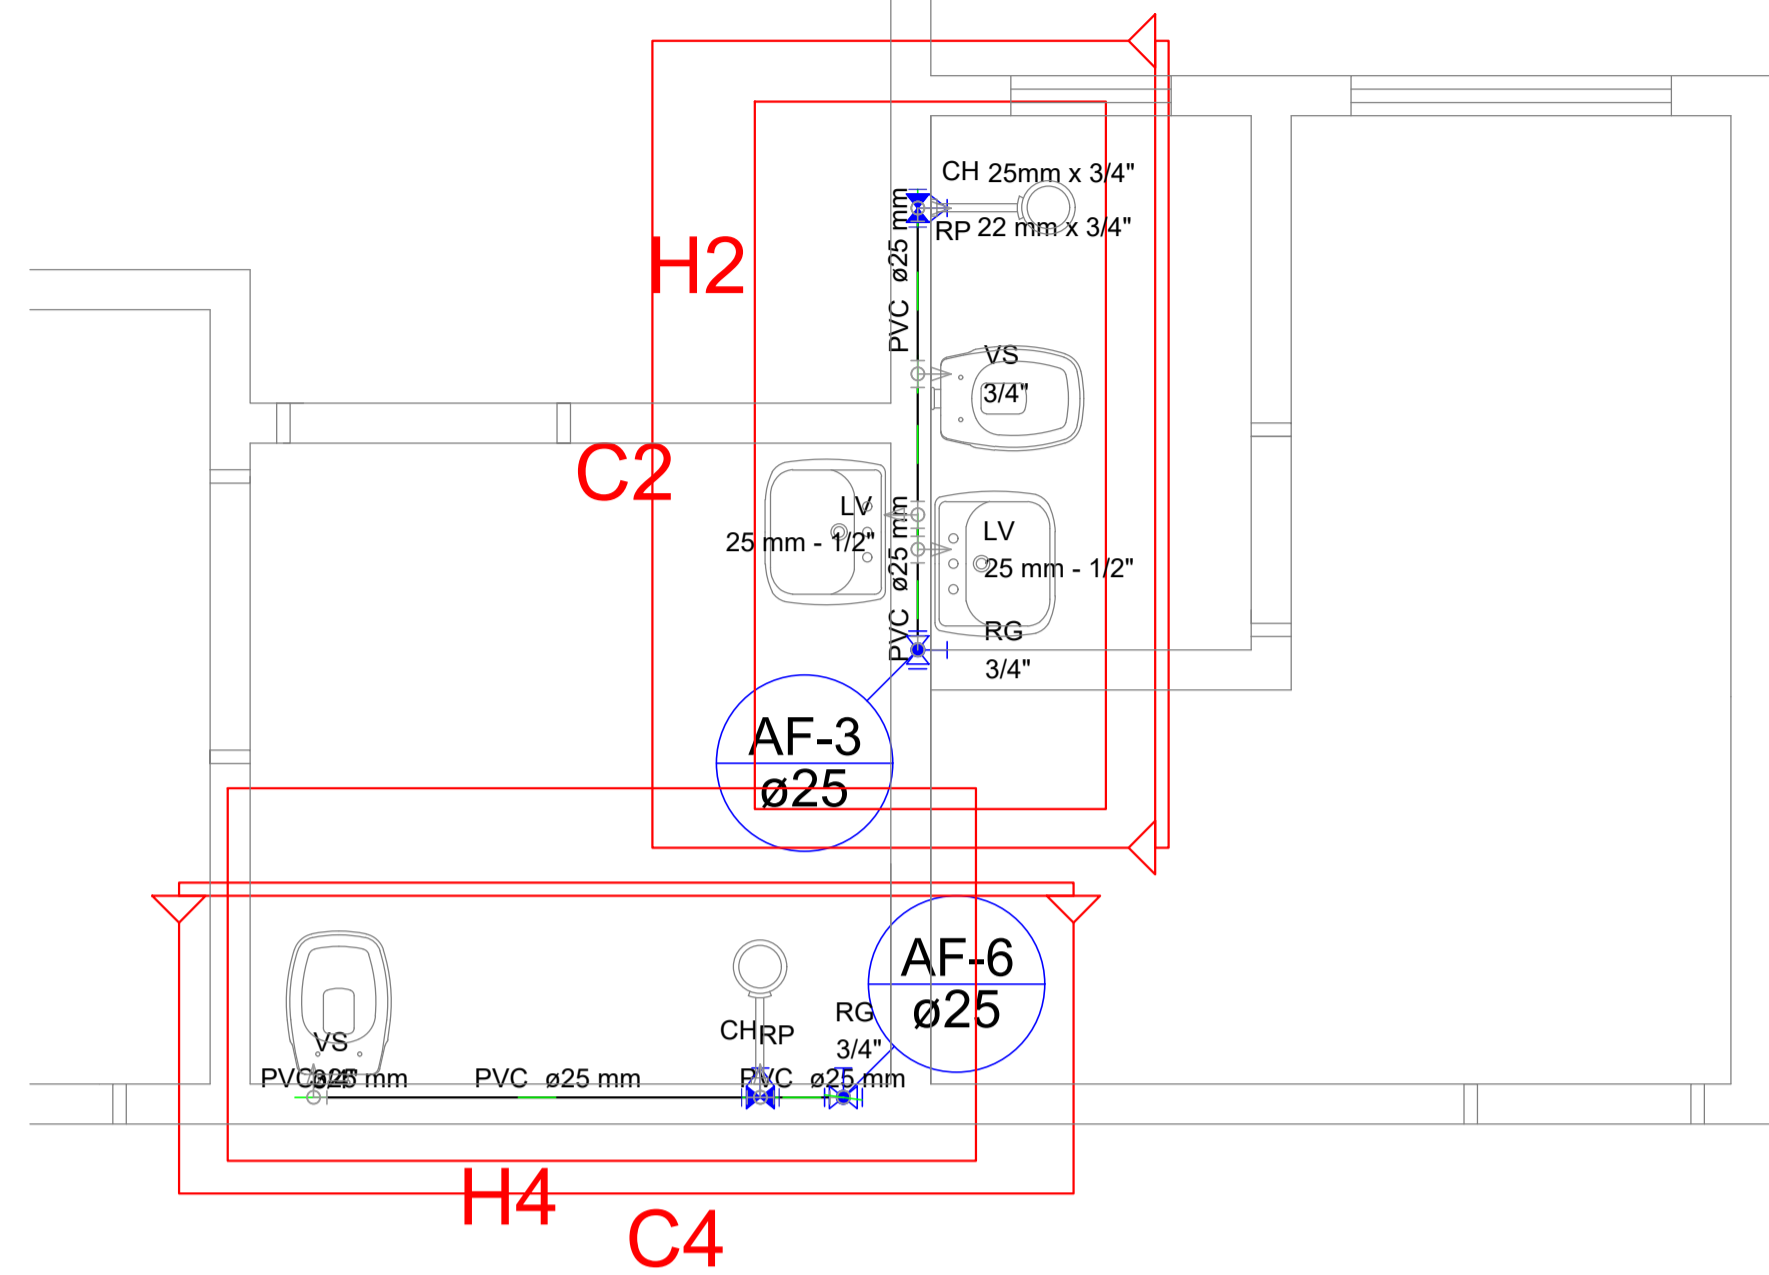 CH 25mm x 3/4"
RP 22 mm x 3/4"
PVC ø25 mm
H2
VS
3/4"
C2
LV
25 mm - 1/2"
LV
25 mm - 1/2"
PVC ø25 mm
RG
3/4"
AF-3
ø25
AF-6
ø25
RG
3/4"
CH RP
VS
3/4"
PVC ø25 mm
PVC ø25 mm
PVC ø25 mm
H4
C4